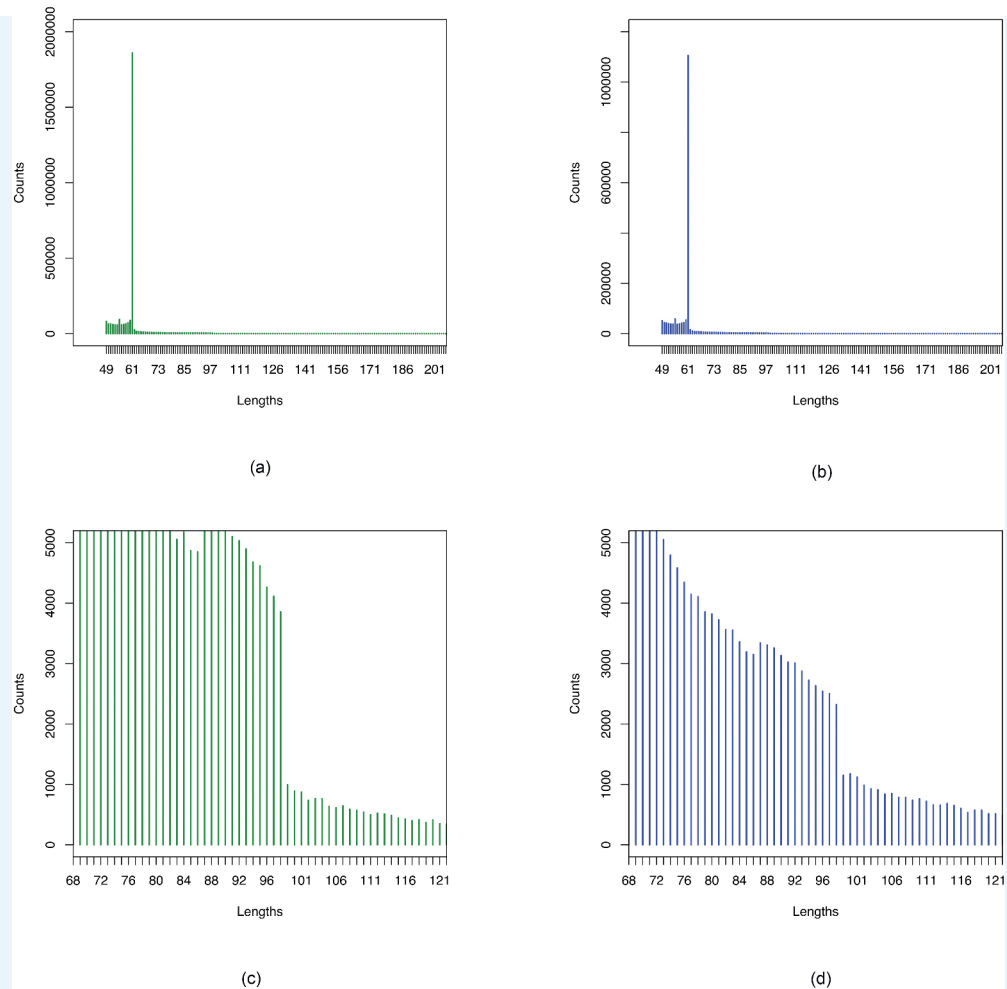 2000000
1500000
1000000
500000
0
Counts
49 61 73 85 97 111 126 141 156 171 186 201
Lengths
(a)
1000000
600000
200000
0
Counts
49 61 73 85 97 111 126 141 156 171 186 201
Lengths
(b)
5000
4000
3000
2000
1000
0
Counts
68 72 76 80 84 88 92 96 101 106 111 116 121
Lengths
(c)
5000
4000
3000
2000
1000
0
Counts
68 72 76 80 84 88 92 96 101 106 111 116 121
Lengths
(d)